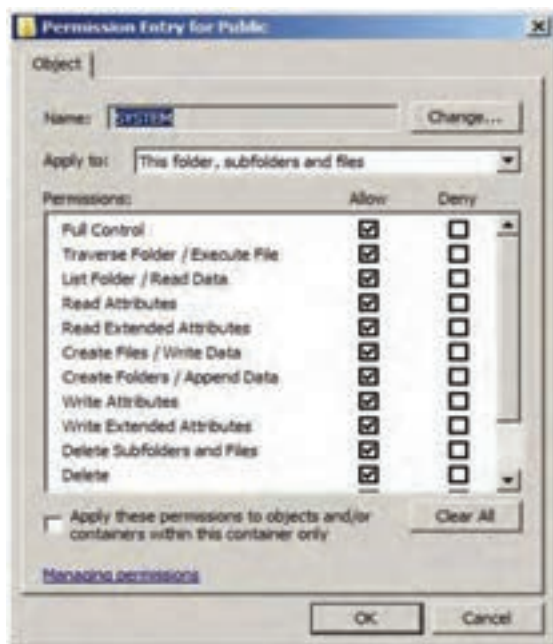 Permission Entry for Public
Object
Name: SYSTEM Change...
Apply to: This folder, subfolders and files
Permissions: Allow Deny
Full Control
Traverse Folder / Execute File
List Folder / Read Data
Read Attributes
Read Extended Attributes
Create Files / Write Data
Create Folders / Append Data
Write Attributes
Write Extended Attributes
Delete Subfolders and Files
Delete
Apply these permissions to objects and/or
containers within this container only
Clear All
Managing permissions
OK Cancel